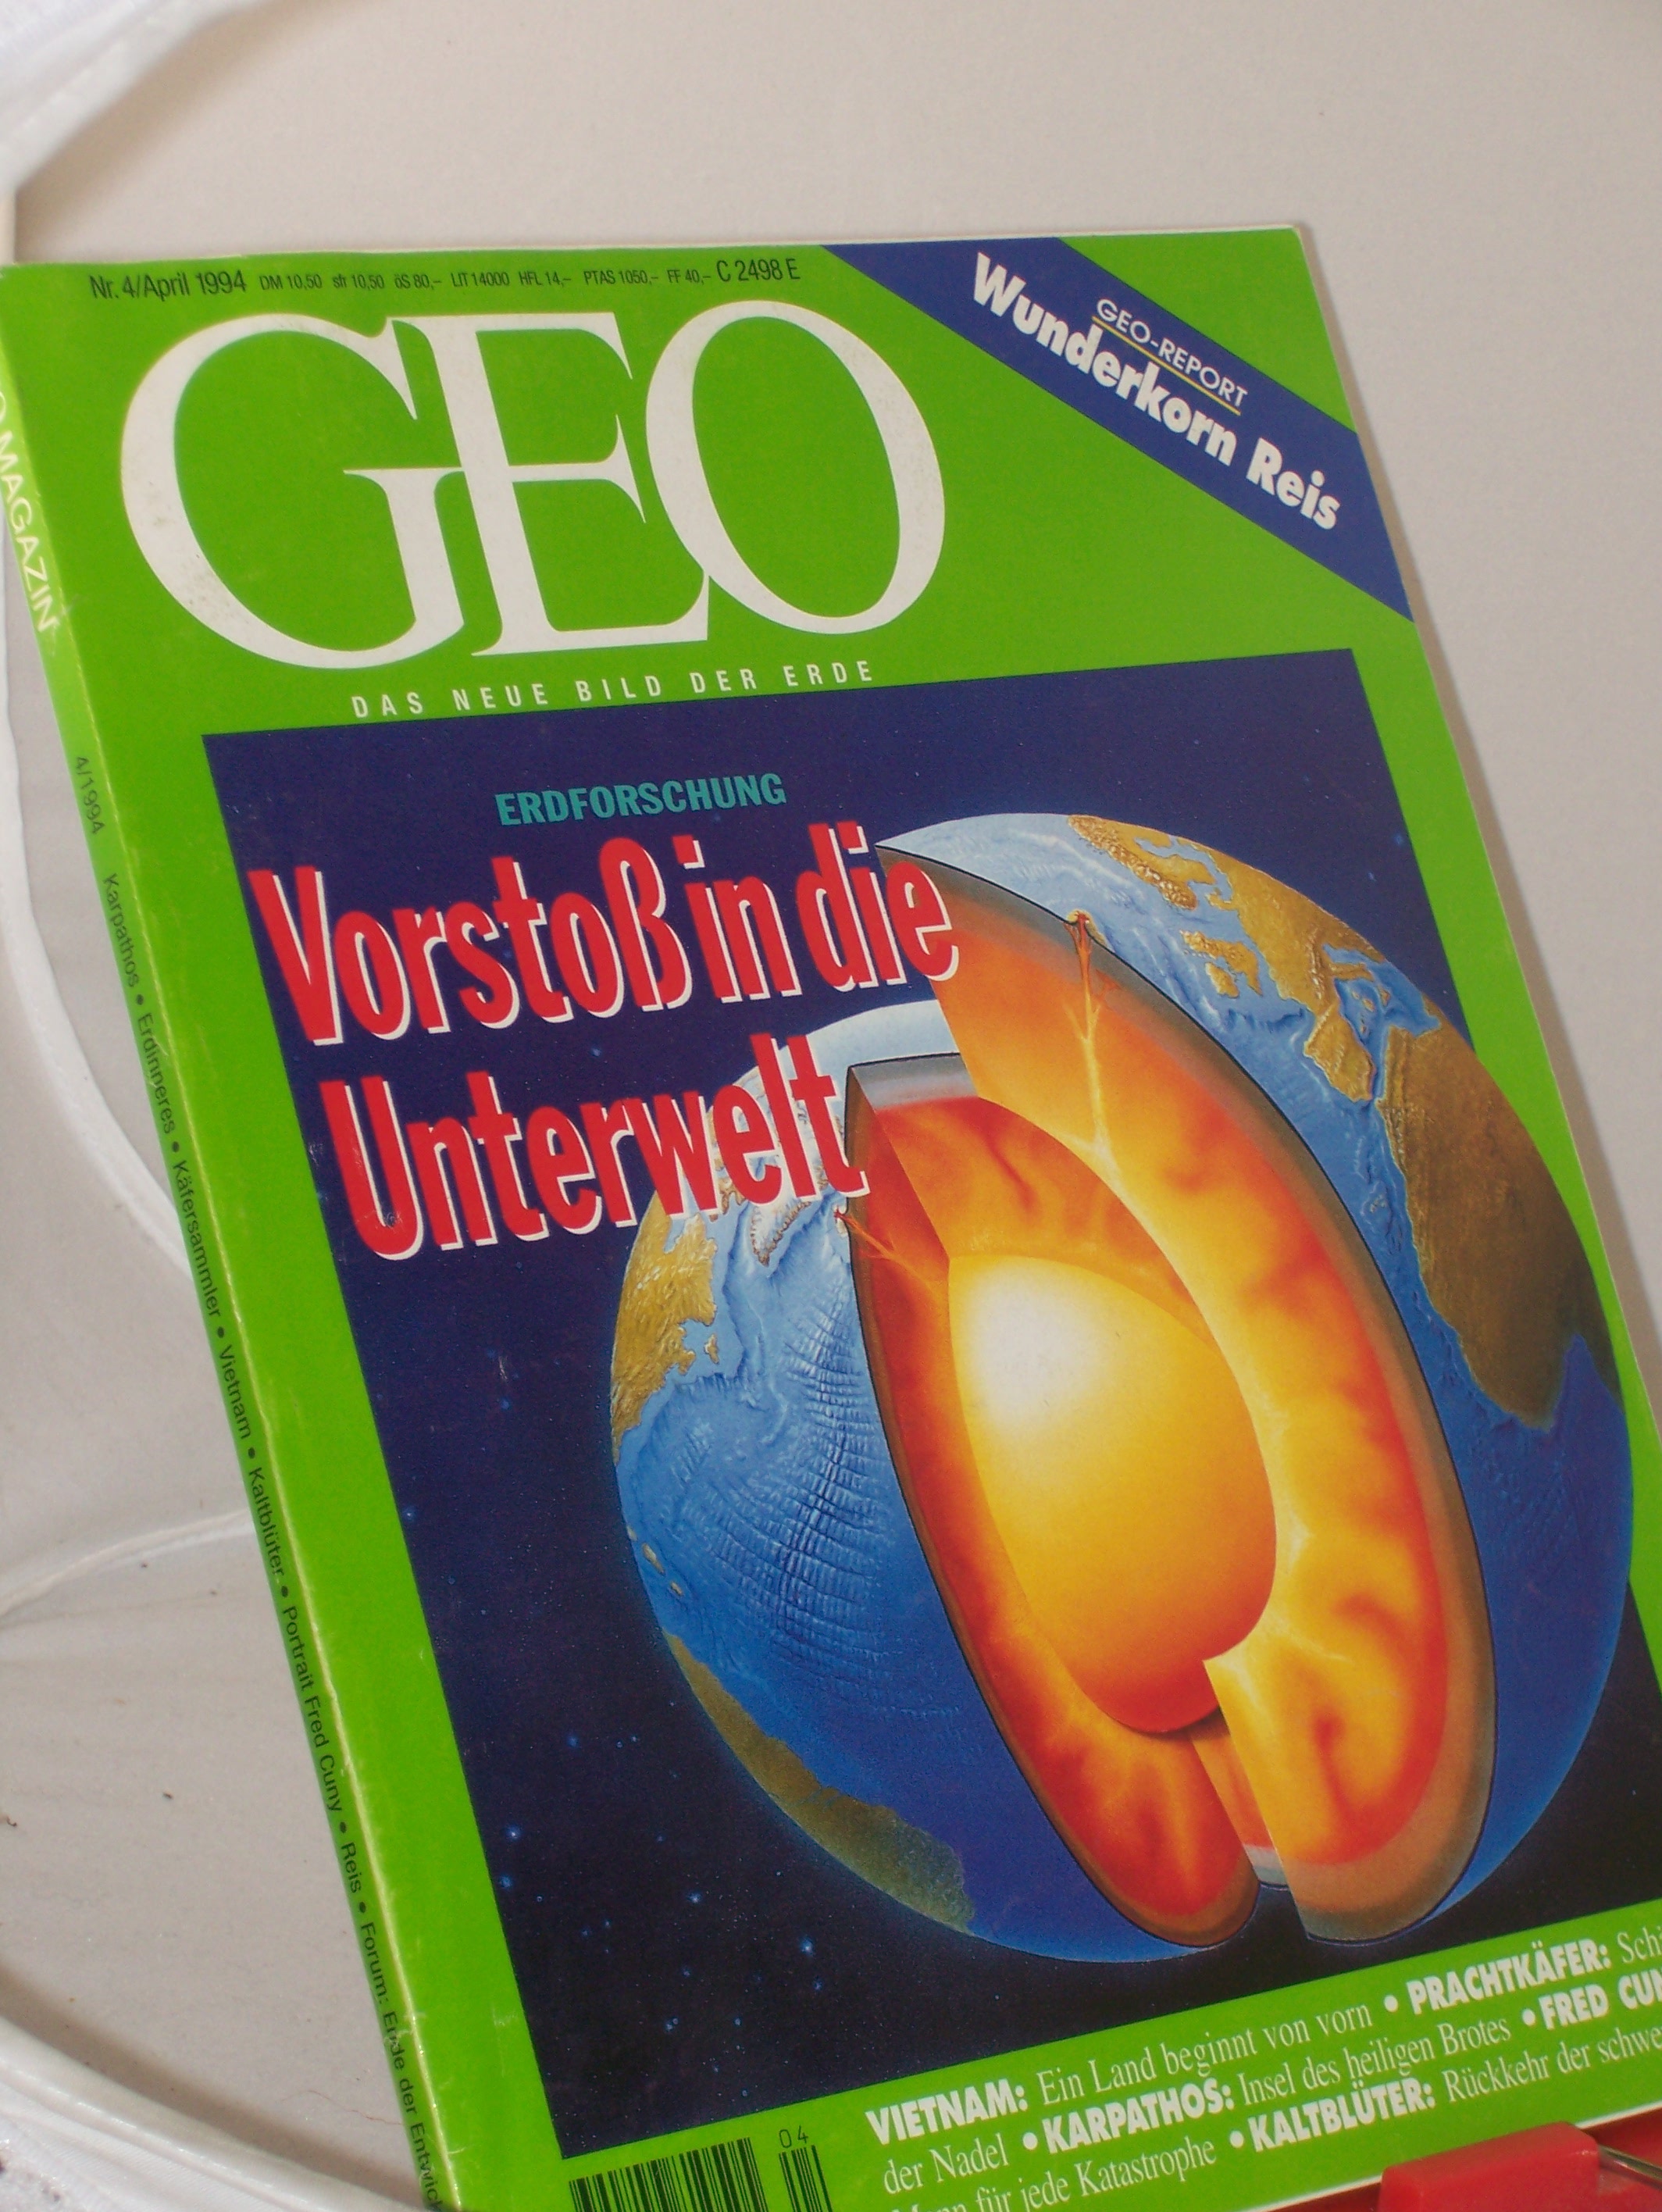 Nr. 4/April 1994 DM 10,50 sfr 10,50 öS 80,– LIT 14000 HFL 14,– PTAS 1050,– FF 40,– C 2498 E
GEO-REPORT
Wunderkorn Reis
GEO
DAS NEUE BILD DER ERDE
ERDFORSCHUNG
Vorstoß in die
Unterwelt
VIETNAM: Ein Land beginnt von vorn • PRACHTKÄFER:
der Nadel • KARPATHOS: Insel des heiligen Brotes • FRED
für jede Katastrophe • KALTBLÜTER: Rückkehr der
04
MAGAZIN 4/1994 Karpathos • Erdinneres • Käfersammler • Vietnam • Kaltblüter • Portrait Fred Cuny • Reis • Forum: Ende der